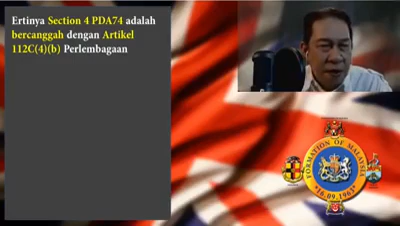 Ertinya Section 4 PDA74 adalah
bercanggah dengan Artikel
112C(4)(b) Perlembagaan
FORMATION OF MALAYSIA
*16.09.1963*